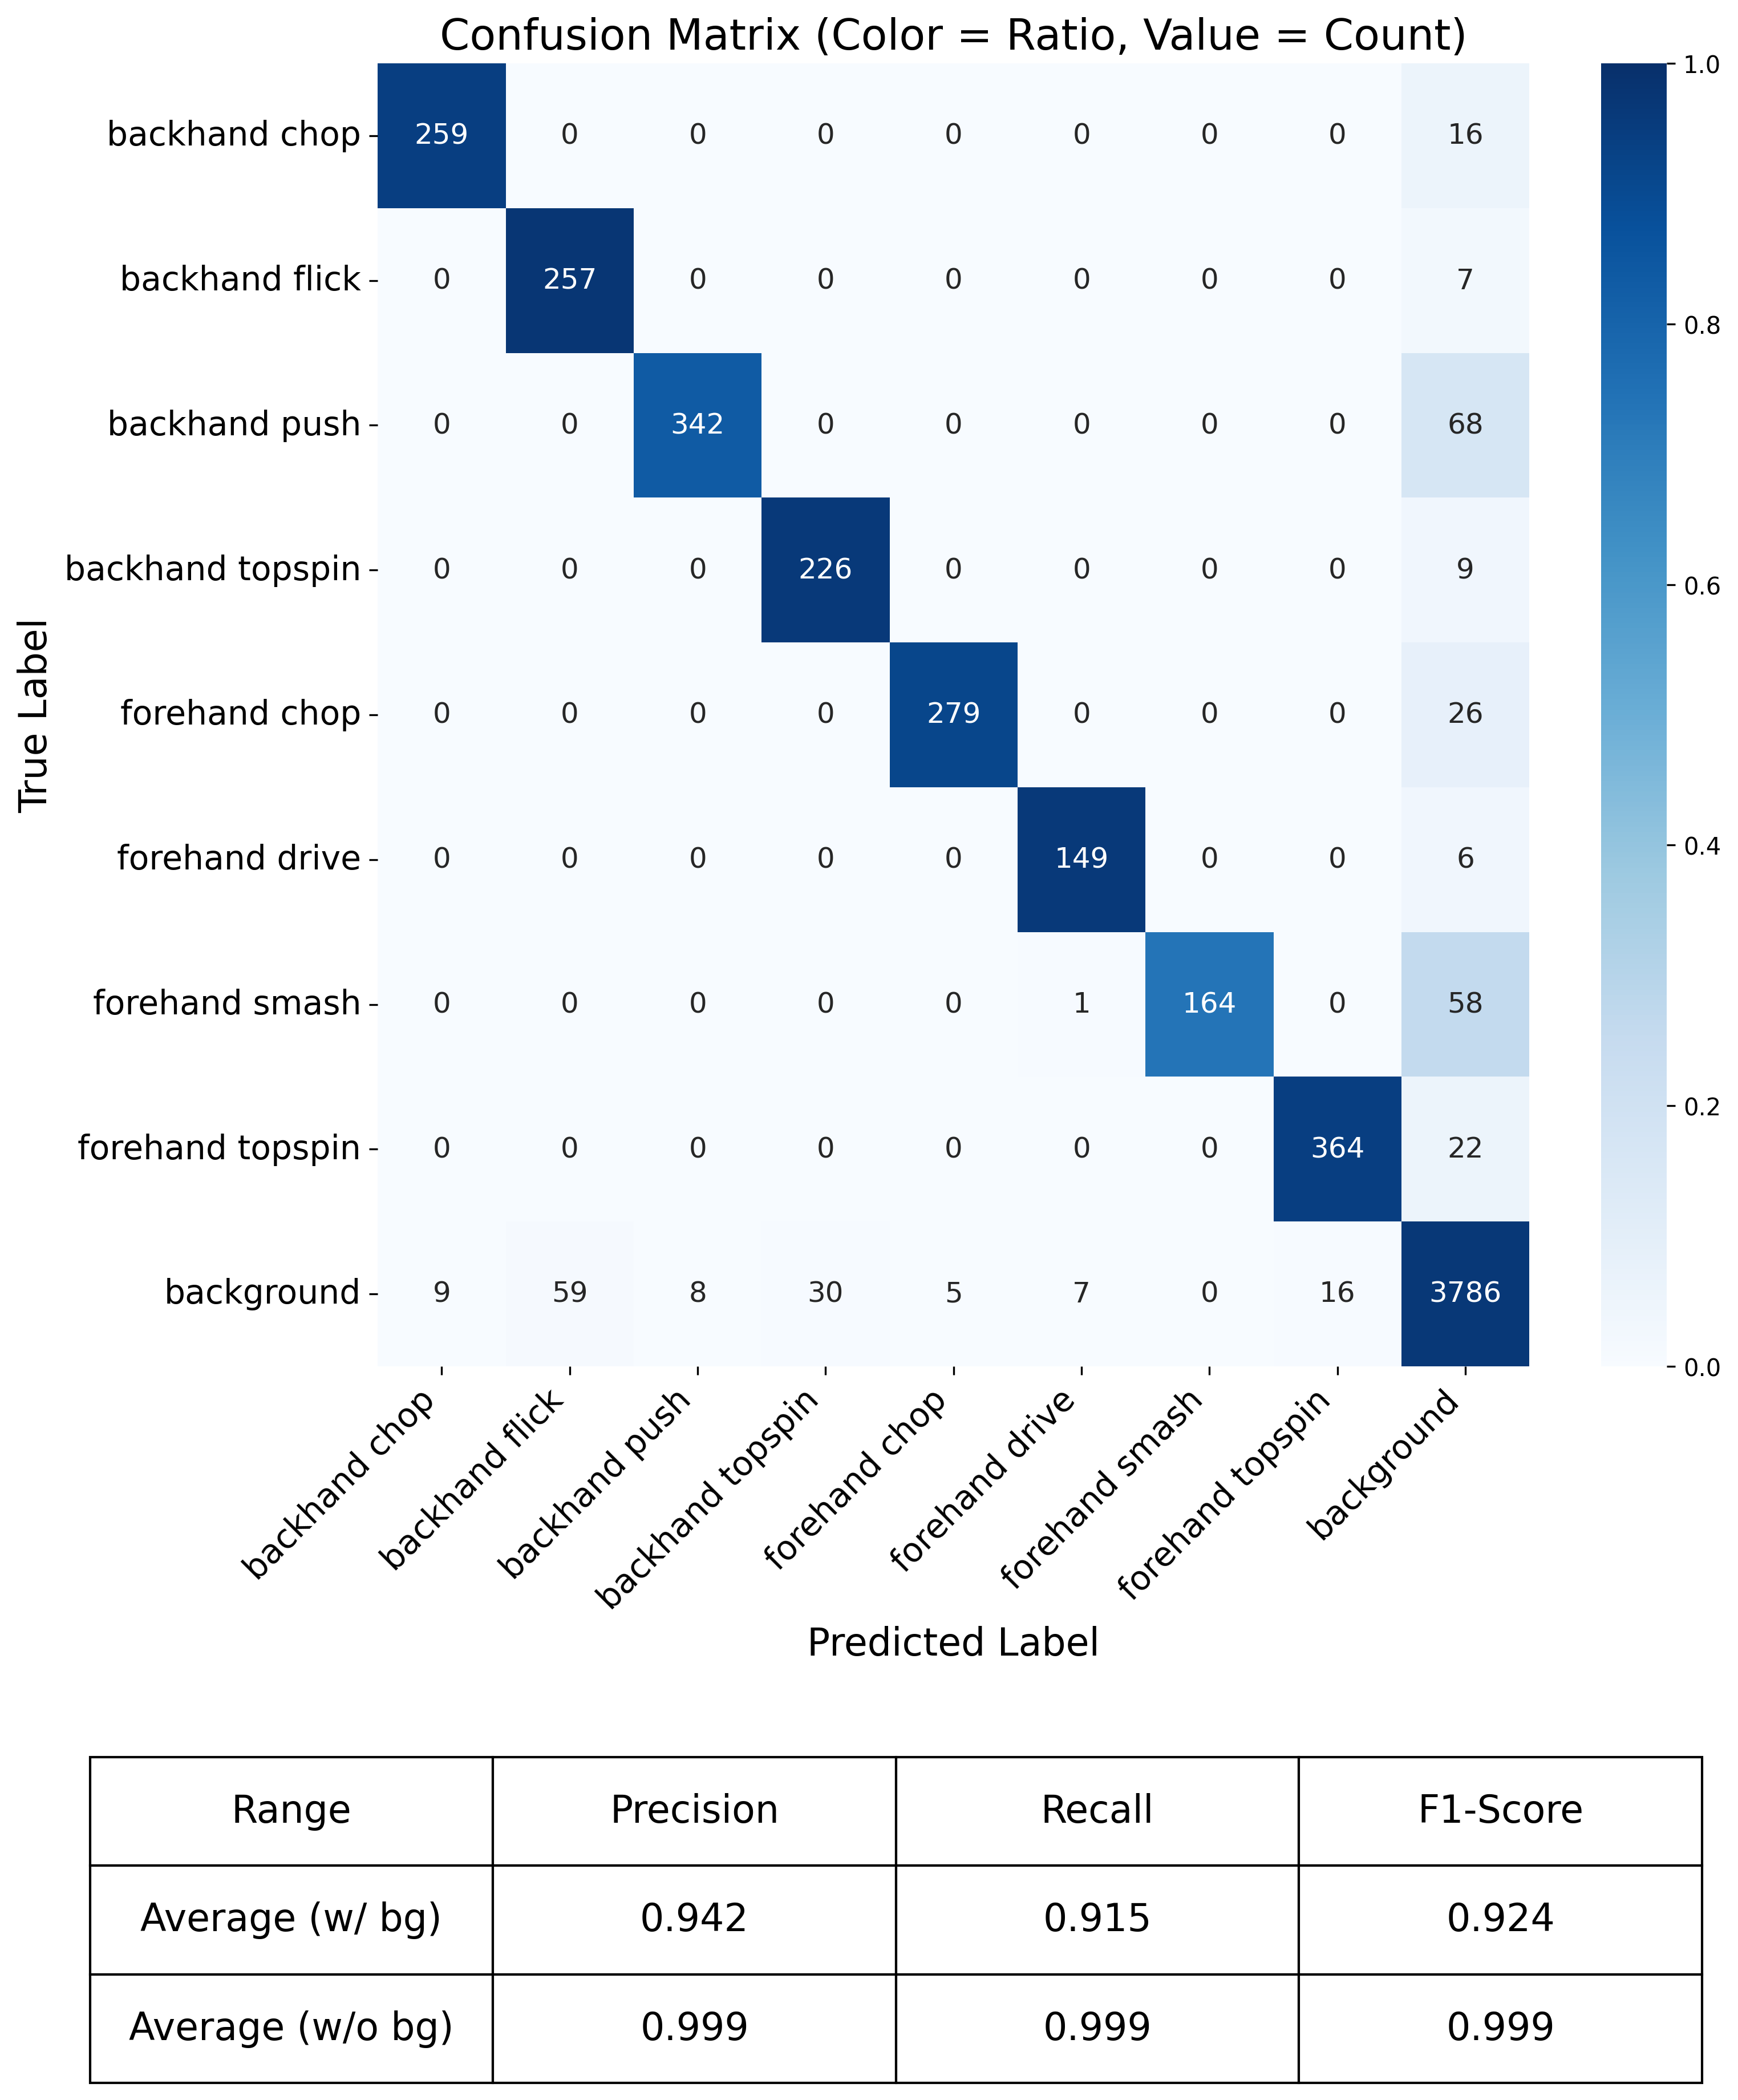 Confusion Matrix (Color = Ratio, Value = Count)
True Label
backhand chop 259 0 0 0 0 0 0 0 16
backhand flick 0 257 0 0 0 0 0 0 7
backhand push 0 0 342 0 0 0 0 0 68
backhand topspin 0 0 0 226 0 0 0 0 9
forehand chop 0 0 0 0 279 0 0 0 26
forehand drive 0 0 0 0 0 149 0 0 6
forehand smash 0 0 0 0 0 1 164 0 58
forehand topspin 0 0 0 0 0 0 0 364 22
background 9 59 8 30 5 7 0 16 3786
backhand chop
backhand flick
backhand push
backhand topspin
forehand chop
forehand drive
forehand smash
forehand topspin
background
Predicted Label
1.0
0.8
0.6
0.4
0.2
0.0
Range Precision Recall F1-Score
Average (w/ bg) 0.942 0.915 0.924
Average (w/o bg) 0.999 0.999 0.999